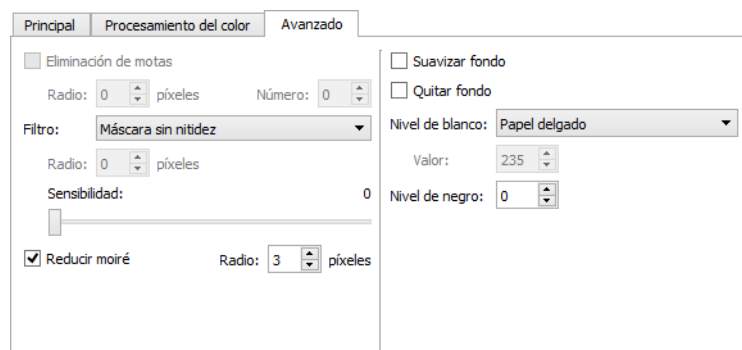 Principal Procesamiento del color Avanzado
Eliminación de motas
Radio: 0 píxeles Número: 0
Filtro: Máscara sin nitidez
Radio: 0 píxeles
Sensibilidad: 0
Reducir moiré Radio: 3 píxeles
Suavizar fondo
Quitar fondo
Nivel de blanco: Papel delgado
Valor: 235
Nivel de negro: 0